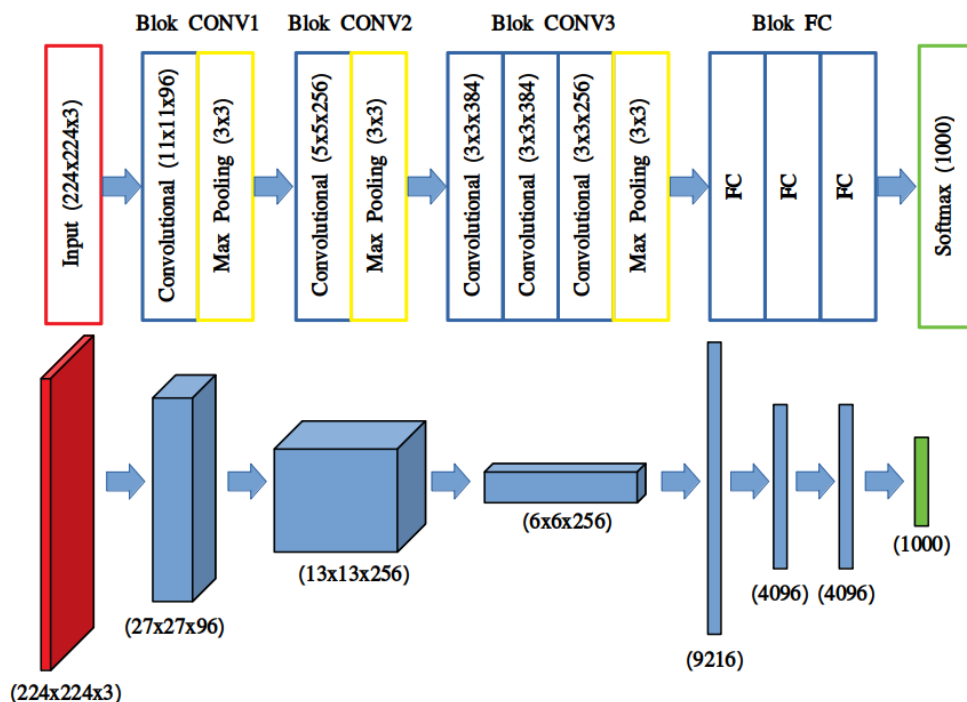 Blok CONV1
Blok CONV2
Blok CONV3
Blok FC
Input (224x224x3)
Convolutional (11x11x96)
Max Pooling (3x3)
Convolutional (5x5x256)
Max Pooling (3x3)
Convolutional (3x3x384)
Convolutional (3x3x384)
Convolutional (3x3x256)
Max Pooling (3x3)
FC
FC
FC
Softmax (1000)
(224x224x3)
(27x27x96)
(13x13x256)
(6x6x256)
(9216)
(4096)
(4096)
(1000)